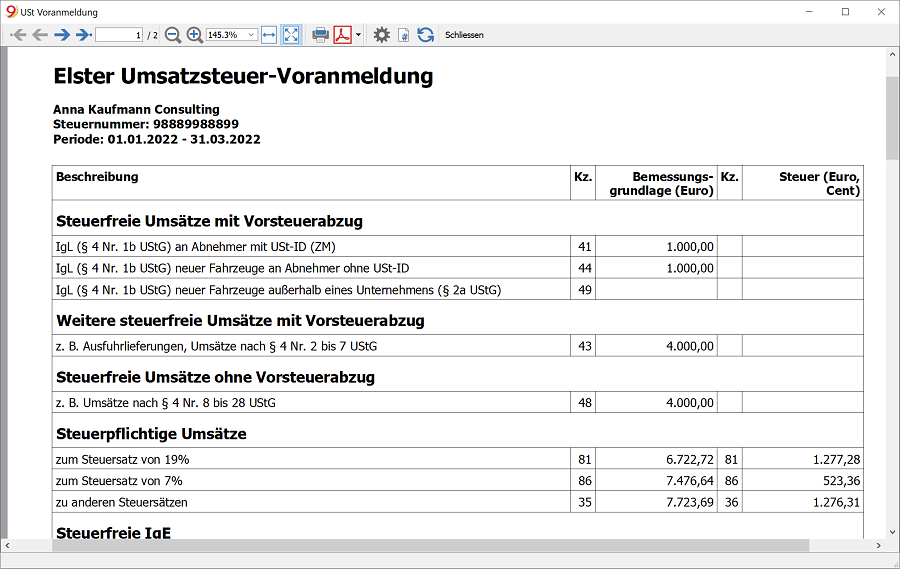 USt Voranmeldung
1 / 2 145.3% Schliessen
Elster Umsatzsteuer-Voranmeldung
Anna Kaufmann Consulting
Steuernummer: 98889988899
Periode: 01.01.2022 - 31.03.2022
Beschreibung Kz. Bemessungs- Kz. Steuer (Euro,
grundlage (Euro) Cent)
Steuerfreie Umsätze mit Vorsteuerabzug
IgL (§ 4 Nr. 1b UStG) an Abnehmer mit USt-ID (ZM) 41 1.000,00
IgL (§ 4 Nr. 1b UStG) neuer Fahrzeuge an Abnehmer ohne USt-ID 44 1.000,00
IgL (§ 4 Nr. 1b UStG) neuer Fahrzeuge außerhalb eines Unternehmens (§ 2a UStG) 49
Weitere steuerfreie Umsätze mit Vorsteuerabzug
z. B. Ausfuhrlieferungen, Umsätze nach § 4 Nr. 2 bis 7 UStG 43 4.000,00
Steuerfreie Umsätze ohne Vorsteuerabzug
z. B. Umsätze nach § 4 Nr. 8 bis 28 UStG 48 4.000,00
Steuerpflichtige Umsätze
zum Steuersatz von 19% 81 6.722,72 81 1.277,28
zum Steuersatz von 7% 86 7.476,64 86 523,36
zu anderen Steuersätzen 35 7.723,69 36 1.276,31
Steuerfreie IgE